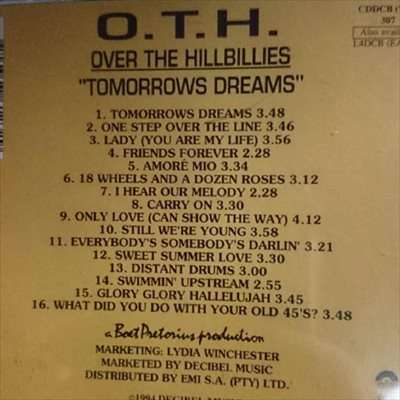 O.T.H.
OVER THE HILLBILLIES
"TOMORROWS DREAMS"
CDDCB
307
Also
L4DCB (EA
1. TOMORROWS DREAMS 3.48
2. ONE STEP OVER THE LINE 3.46
3. LADY (YOU ARE MY LIFE) 3.56
4. FRIENDS FOREVER 2.28
5. AMORÉ MIO 3.34
6. 18 WHEELS AND A DOZEN ROSES 3.12
7. I HEAR OUR MELODY 2.28
8. CARRY ON 3.30
9. ONLY LOVE (CAN SHOW THE WAY) 4.12
10. STILL WE'RE YOUNG 3.58
11. EVERYBODY'S SOMEBODY'S DARLIN' 3.21
12. SWEET SUMMER LOVE 3.30
13. DISTANT DRUMS 3.00
14. SWIMMIN' UPSTREAM 2.55
15. GLORY GLORY HALLELUJAH 3.45
16. WHAT DID YOU DO WITH YOUR OLD 45'S? 3.48
a Boet Pretorius production
MARKETING: LYDIA WINCHESTER
MARKETED BY DECIBEL MUSIC
DISTRIBUTED BY EMI S.A. (PTY) LTD.
©1994 DECIBEL